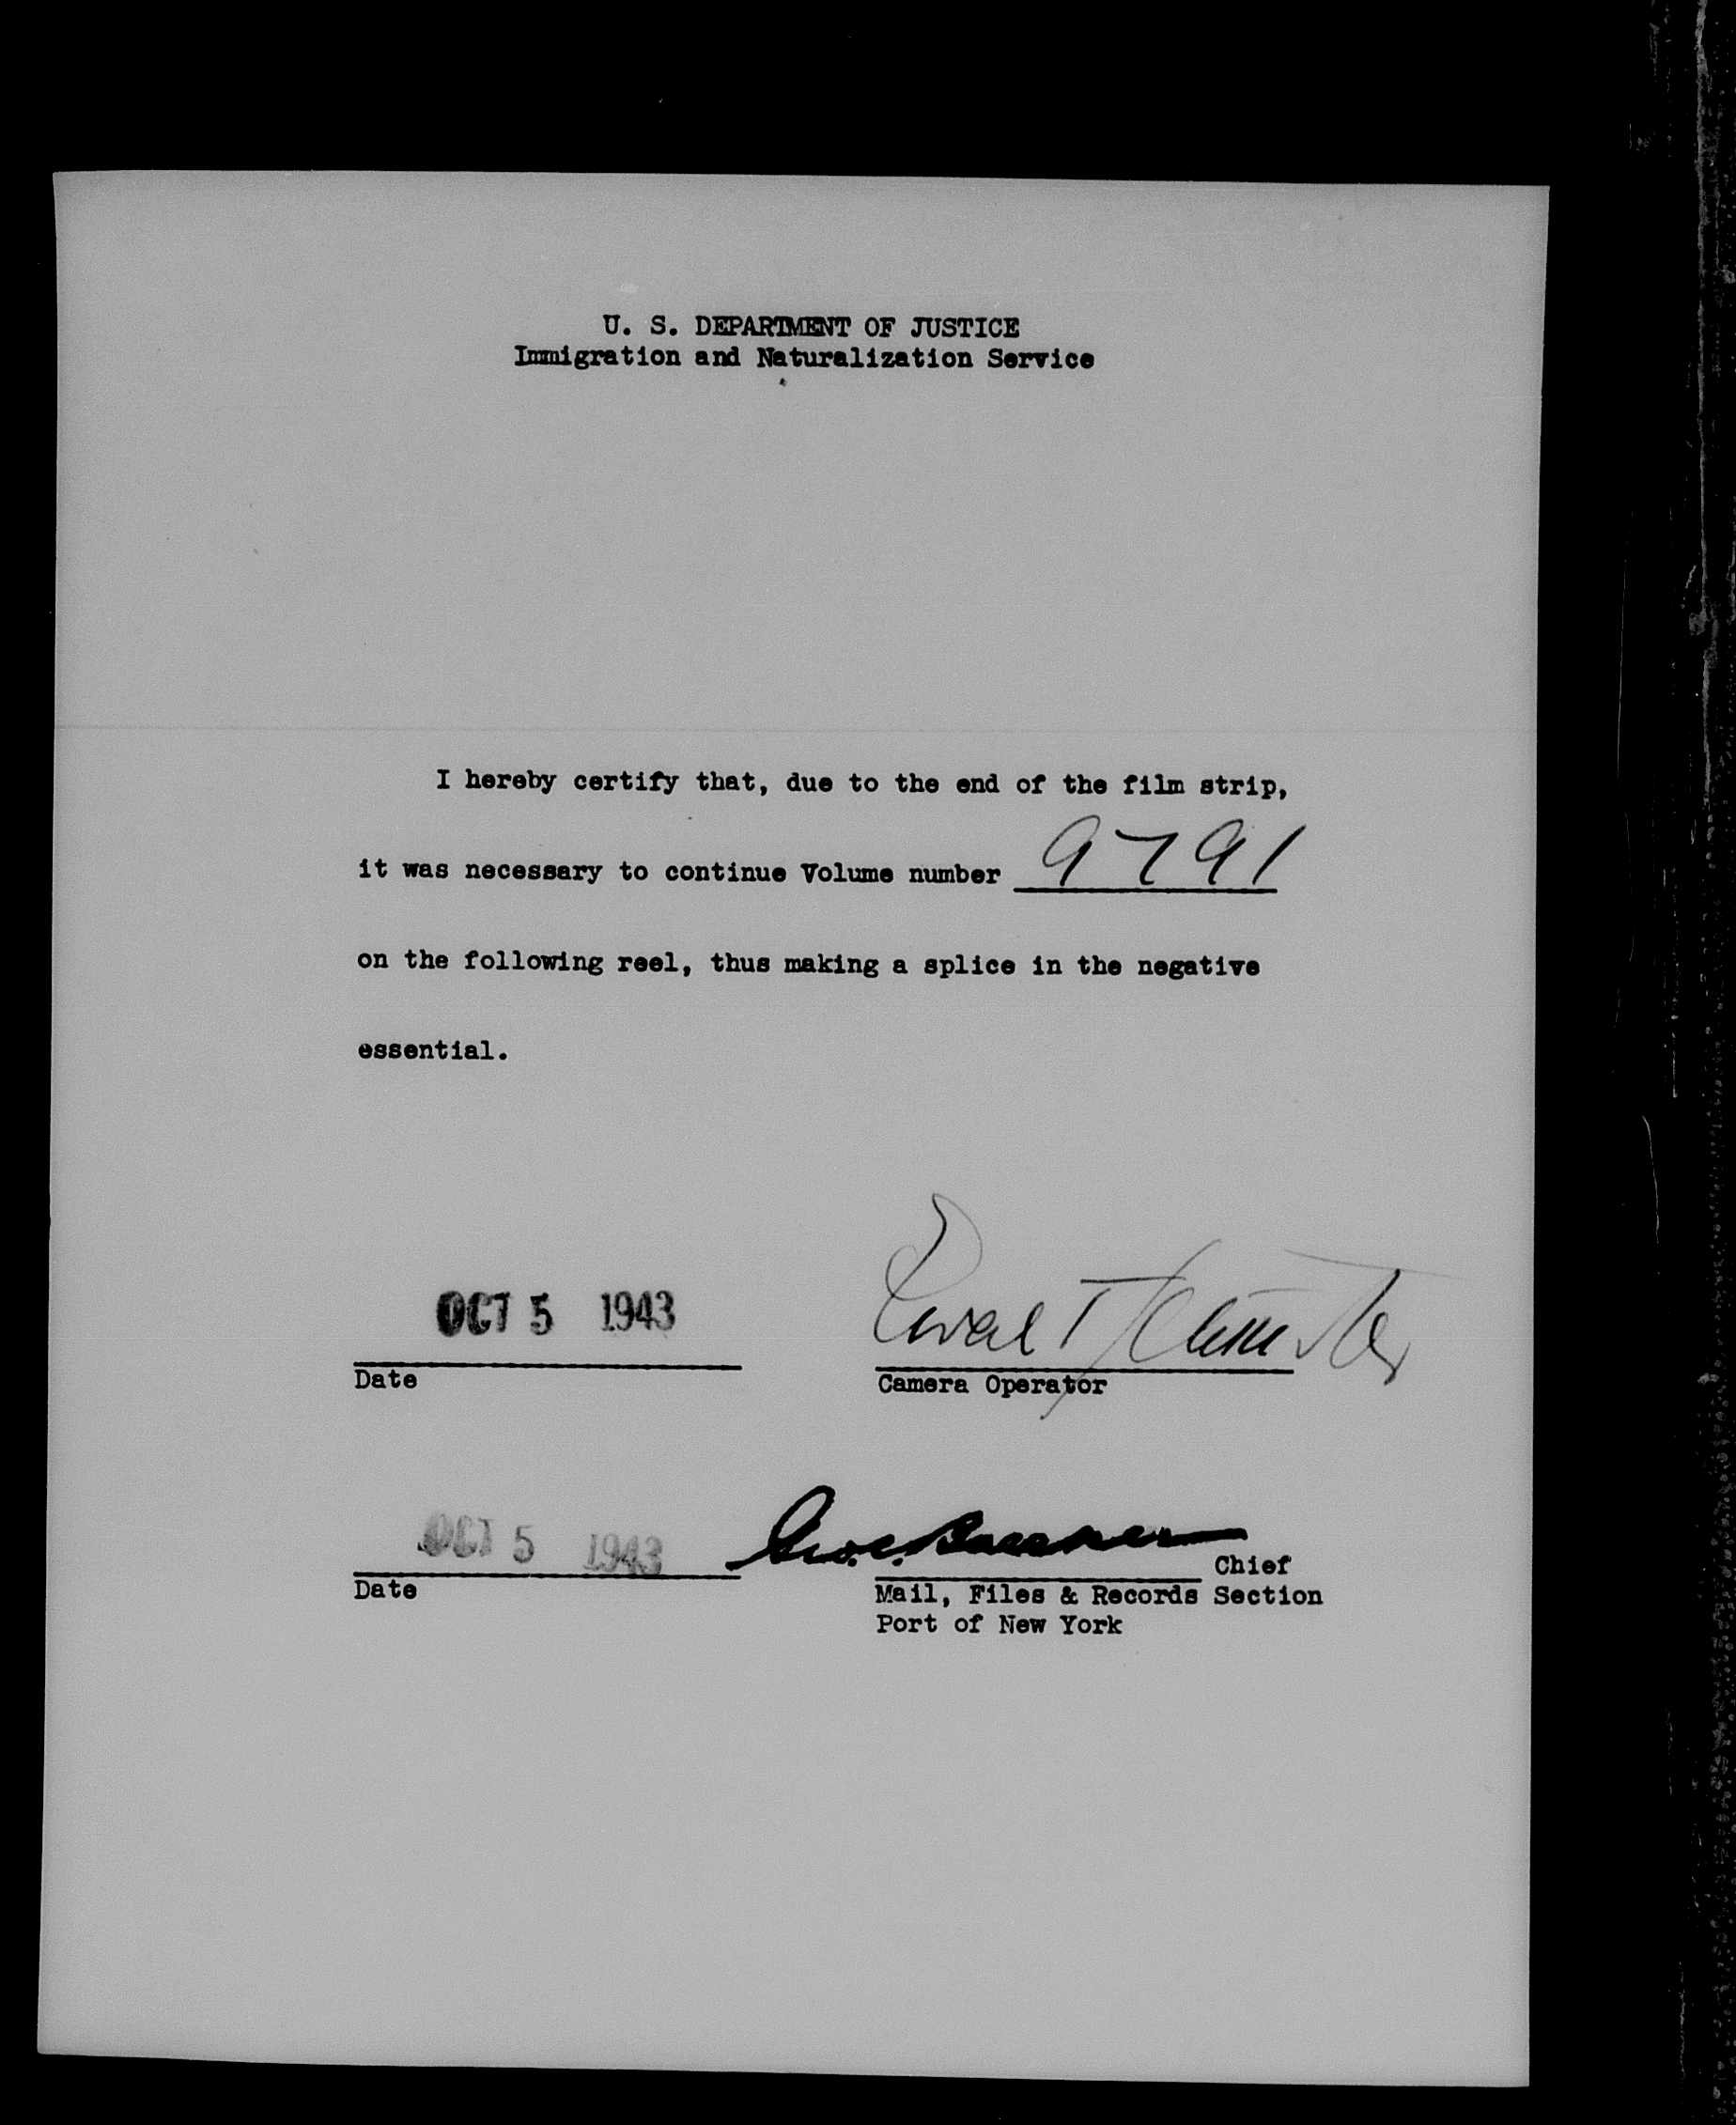 U. S. DEPARTMENT OF JUSTICE
Immigration and Naturalization Service
I hereby certify that, due to the end of the film strip,
it was necessary to continue Volume number 9791
on the following reel, thus making a splice in the negative
essential.
OCT 5 1943
Date
Camera Operator
OCT 5 1943
Chief
Date
Mail, Files & Records Section
Port of New York